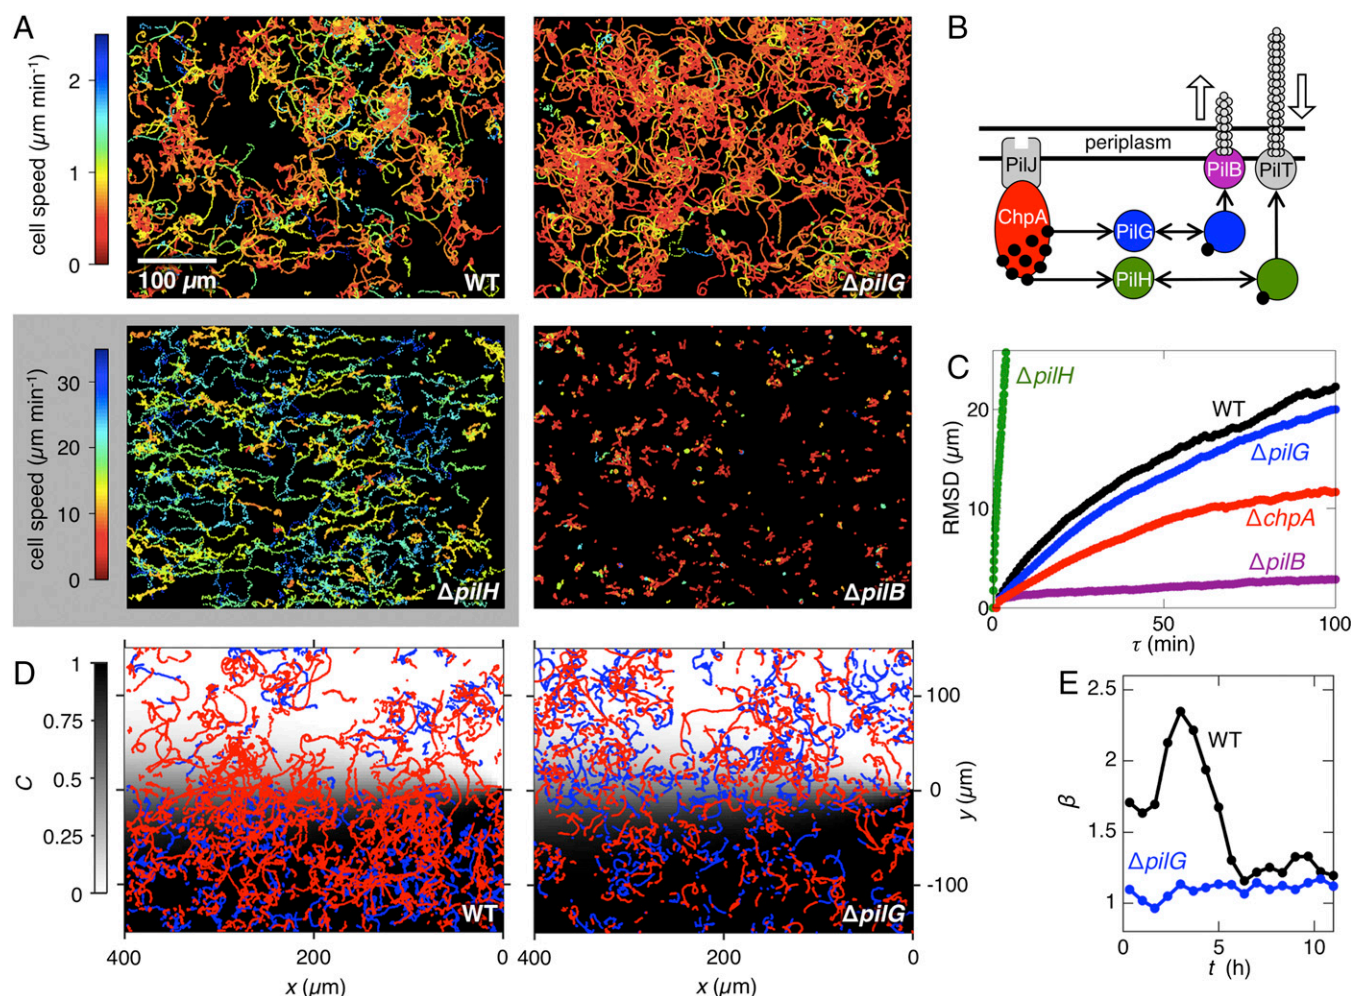 A
cell speed (µm min⁻¹)
2
1
0
100 µm
WT
ΔpilG
cell speed (µm min⁻¹)
30
20
10
0
ΔpilH
ΔpilB
B
periplasm
PilJ
PilB
PilT
ChpA
PilG
PilH
C
RMSD (µm)
20
10
0
ΔpilH
WT
ΔpilG
ΔchpA
ΔpilB
0
50
100
τ (min)
D
C
1
0.75
0.5
0.25
0
WT
400
200
0
x (µm)
ΔpilG
400
200
0
x (µm)
100
0
-100
y (µm)
E
β
2.5
2
1.5
1
WT
ΔpilG
0
5
10
t (h)